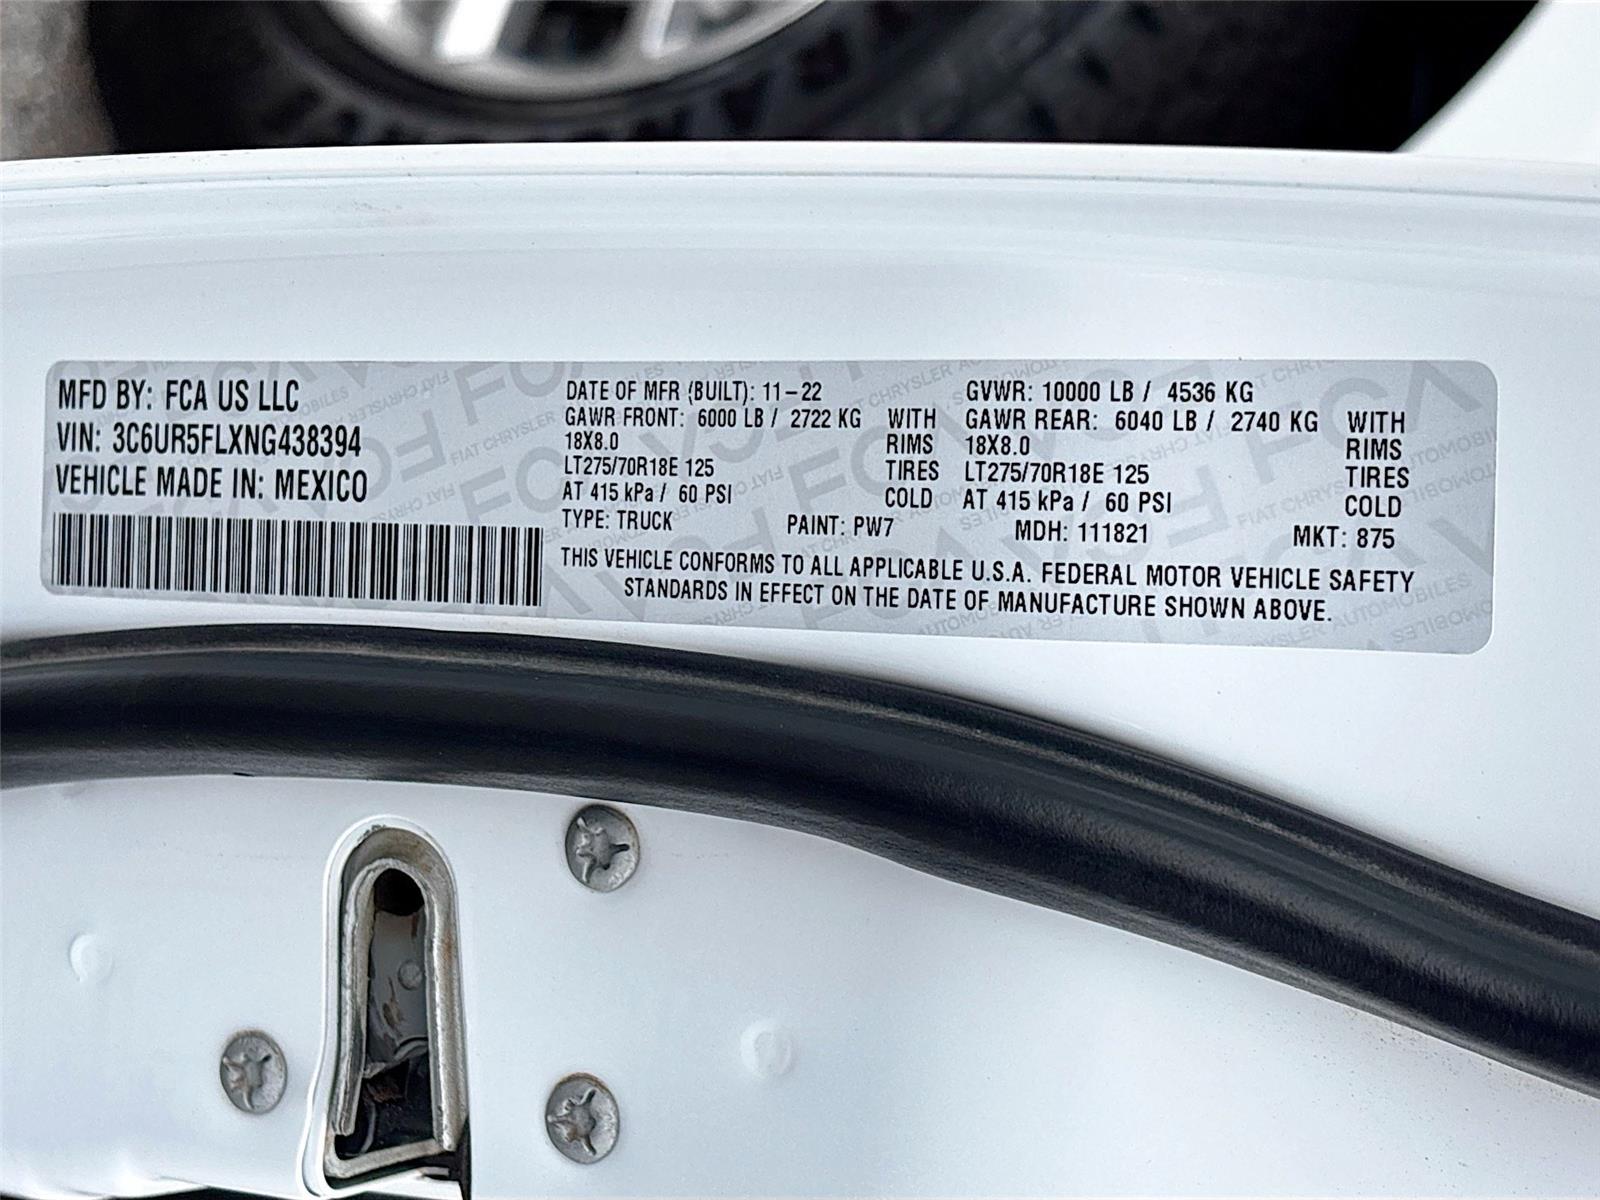 MFD BY: FCA US LLC
VIN: 3C6UR5FLXNG438394
VEHICLE MADE IN: MEXICO
DATE OF MFR (BUILT): 11-22 GVWR: 10000 LB / 4536 KG
GAWR FRONT: 6000 LB / 2722 KG WITH GAWR REAR: 6040 LB / 2740 KG WITH
18X8.0 RIMS 18X8.0 RIMS
LT275/70R18E 125 TIRES LT275/70R18E 125 TIRES
AT 415 kPa / 60 PSI COLD AT 415 kPa / 60 PSI COLD
TYPE: TRUCK PAINT: PW7 MDH: 111821 MKT: 875
THIS VEHICLE CONFORMS TO ALL APPLICABLE U.S.A. FEDERAL MOTOR VEHICLE SAFETY
STANDARDS IN EFFECT ON THE DATE OF MANUFACTURE SHOWN ABOVE.